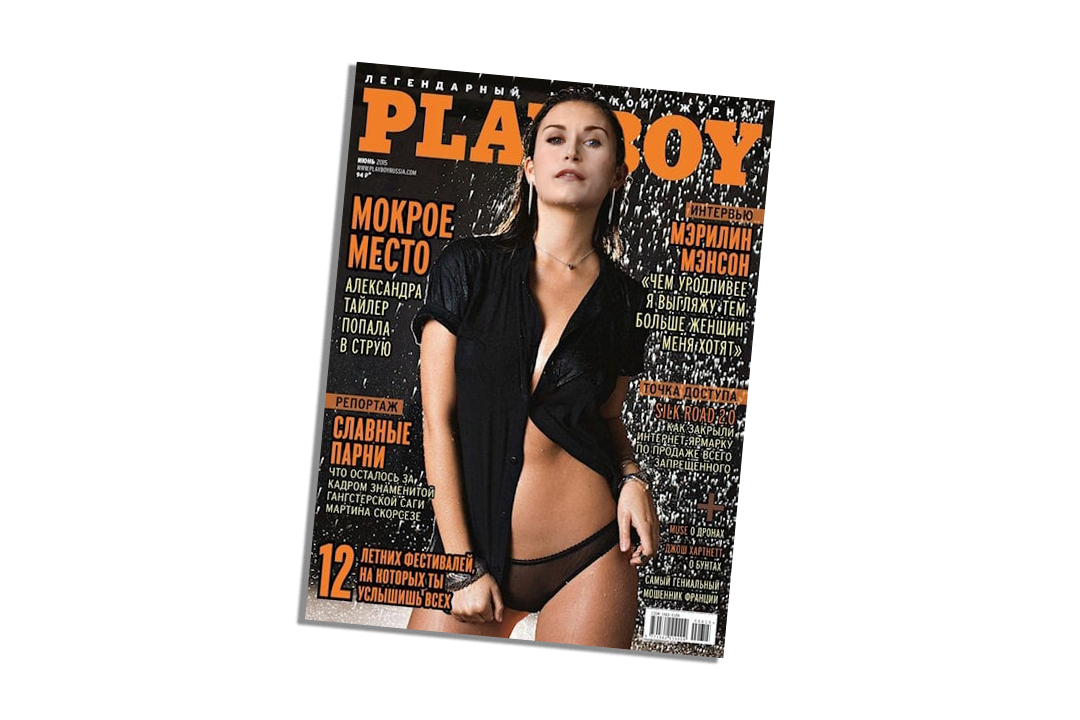 ЛЕГЕНДАРНЫЙ ЖУРНАЛ
PLAYBOY
ИЮНЬ 2015
WWW.PLAYBOYRUSSIA.COM
94 ₽
МОКРОЕ
МЕСТО
АЛЕКСАНДРА
ТАЙЛЕР
ПОПАЛА
В СТРУЮ
РЕПОРТАЖ
СЛАВНЫЕ
ПАРНИ
ЧТО ОСТАЛОСЬ ЗА
КАДРОМ ЗНАМЕНИТОЙ
ГАНГСТЕРСКОЙ САГИ
МАРТИНА СКОРСЕЗЕ
12
ЛЕТНИХ ФЕСТИВАЛЕЙ,
НА КОТОРЫХ ТЫ
УСЛЫШИШЬ ВСЕХ
ИНТЕРВЬЮ
МЭРИЛИН
МЭНСОН
«ЧЕМ УРОДЛИВЕЕ
Я ВЫГЛЯЖУ, ТЕМ
БОЛЬШЕ ЖЕНЩИН
МЕНЯ ХОТЯТ»
ТОЧКА ДОСТУПА
SILK ROAD 2.0
КАК ЗАКРЫЛИ
ИНТЕРНЕТ-ЯРМАРКУ
ПО ПРОДАЖЕ ВСЕГО
ЗАПРЕЩЕННОГО
+
MUSE О ДРОНАХ
ДЖОШ ХАРТНЕТТ
О БУНТАХ
САМЫЙ ГЕНИАЛЬНЫЙ
МОШЕННИК ФРАНЦИИ